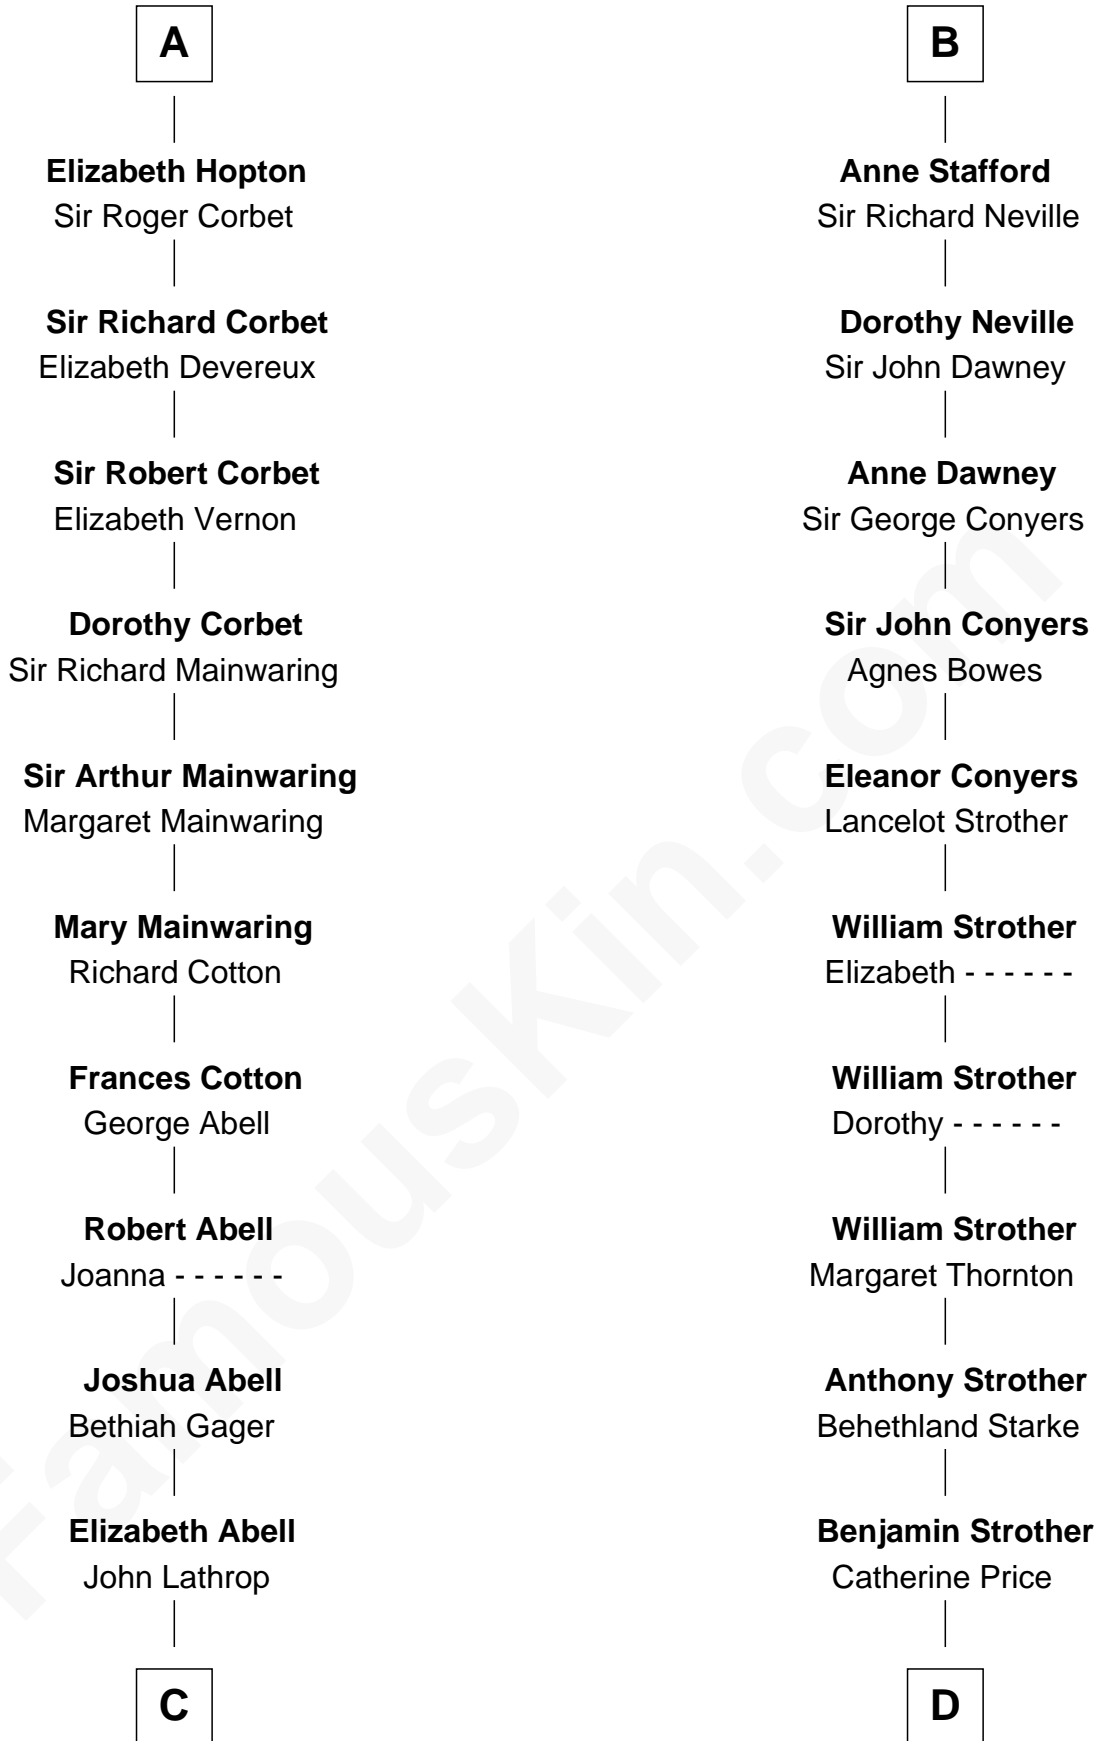 A
Elizabeth Hopton
Sir Roger Corbet
Sir Richard Corbet
Elizabeth Devereux
Sir Robert Corbet
Elizabeth Vernon
Dorothy Corbet
Sir Richard Mainwaring
Sir Arthur Mainwaring
Margaret Mainwaring
Mary Mainwaring
Richard Cotton
Frances Cotton
George Abell
Robert Abell
Joanna - - - - - -
Joshua Abell
Bethiah Gager
Elizabeth Abell
John Lathrop
C
B
Anne Stafford
Sir Richard Neville
Dorothy Neville
Sir John Dawney
Anne Dawney
Sir George Conyers
Sir John Conyers
Agnes Bowes
Eleanor Conyers
Lancelot Strother
William Strother
Elizabeth - - - - - -
William Strother
Dorothy - - - - - -
William Strother
Margaret Thornton
Anthony Strother
Behethland Starke
Benjamin Strother
Catherine Price
D
FamousKin.com